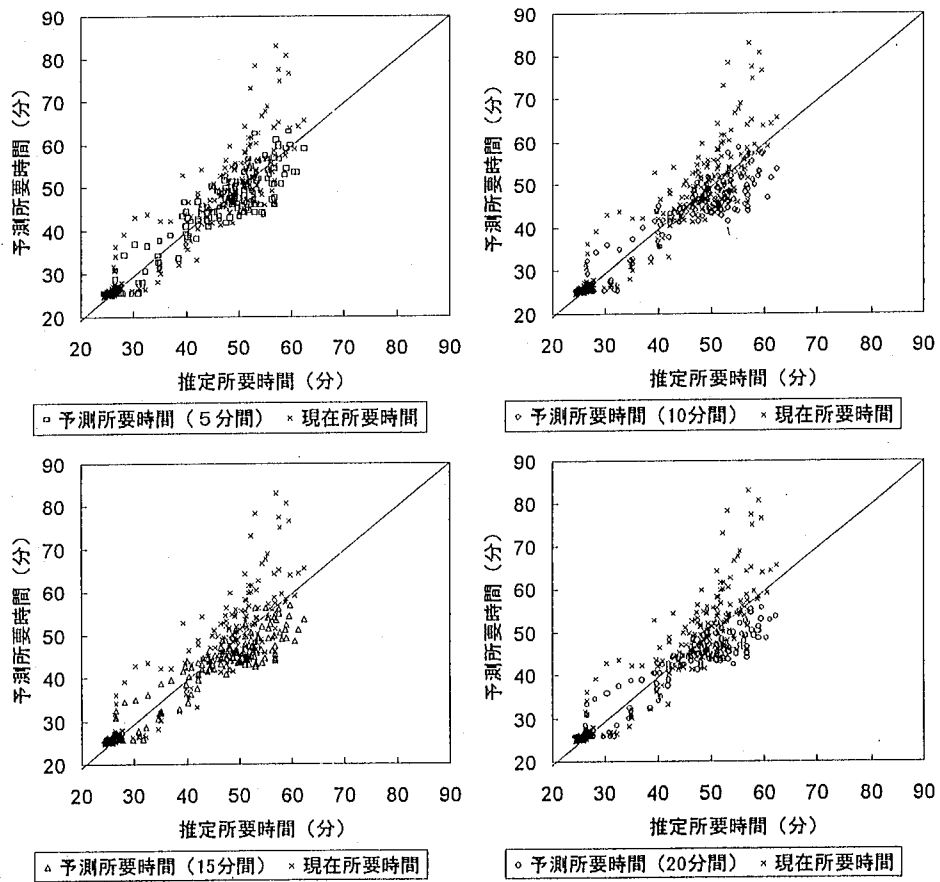 90
80
70
60
50
40
30
20
予測所要時間（分）
20 30 40 50 60 70 80 90
推定所要時間（分）
□ 予測所要時間（５分間） × 現在所要時間
90
80
70
60
50
40
30
20
予測所要時間（分）
20 30 40 50 60 70 80 90
推定所要時間（分）
◇ 予測所要時間（10分間） × 現在所要時間
90
80
70
60
50
40
30
20
予測所要時間（分）
20 30 40 50 60 70 80 90
推定所要時間（分）
△ 予測所要時間（15分間） × 現在所要時間
90
80
70
60
50
40
30
20
予測所要時間（分）
20 30 40 50 60 70 80 90
推定所要時間（分）
○ 予測所要時間（20分間） × 現在所要時間